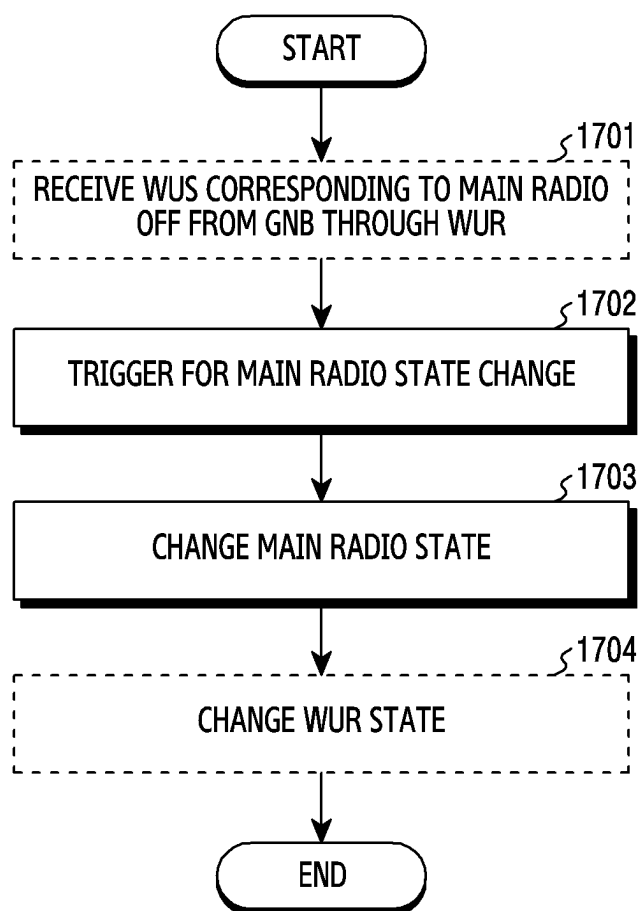 START
1701
RECEIVE WUS CORRESPONDING TO MAIN RADIO
OFF FROM GNB THROUGH WUR
1702
TRIGGER FOR MAIN RADIO STATE CHANGE
1703
CHANGE MAIN RADIO STATE
1704
CHANGE WUR STATE
END